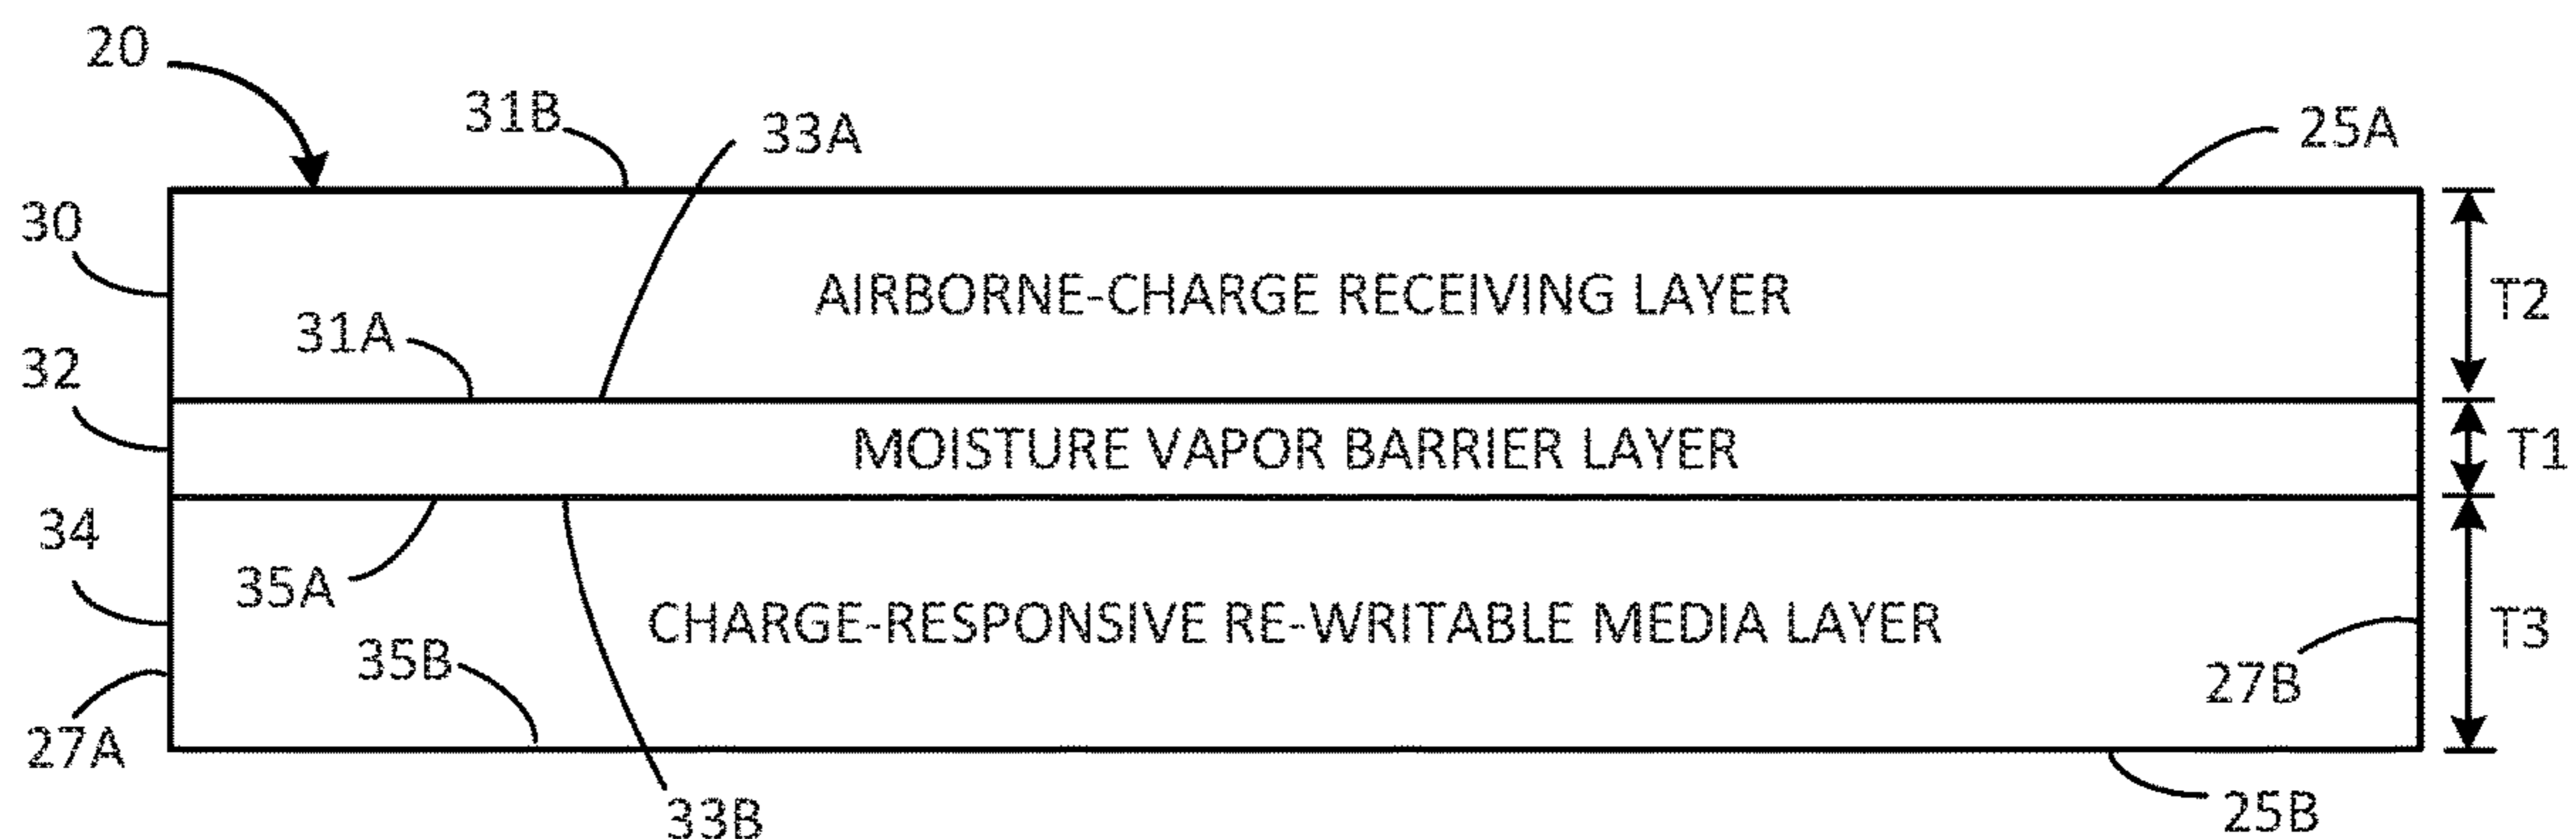 20
31B
33A
25A
30
AIRBORNE-CHARGE RECEIVING LAYER
T2
31A
32
MOISTURE VAPOR BARRIER LAYER
T1
34
35A
CHARGE-RESPONSIVE RE-WRITABLE MEDIA LAYER
T3
35B
27B
27A
33B
25B